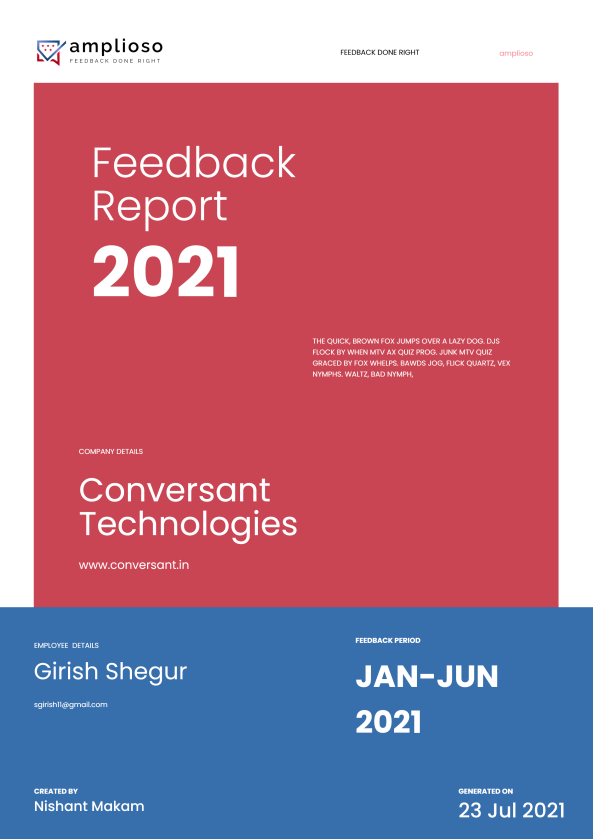 amplioso
FEEDBACK DONE RIGHT
FEEDBACK DONE RIGHT
amplioso
Feedback
Report
2021
THE QUICK, BROWN FOX JUMPS OVER A LAZY DOG. DJS
FLOCK BY WHEN MTV AX QUIZ PROG. JUNK MTV QUIZ
GRACED BY FOX WHELPS. BAWDS JOG, FLICK QUARTZ, VEX
NYMPHS. WALTZ, BAD NYMPH,
COMPANY DETAILS
Conversant
Technologies
www.conversant.in
EMPLOYEE DETAILS
Girish Shegur
sgirish11@gmail.com
FEEDBACK PERIOD
JAN-JUN
2021
CREATED BY
Nishant Makam
GENERATED ON
23 Jul 2021